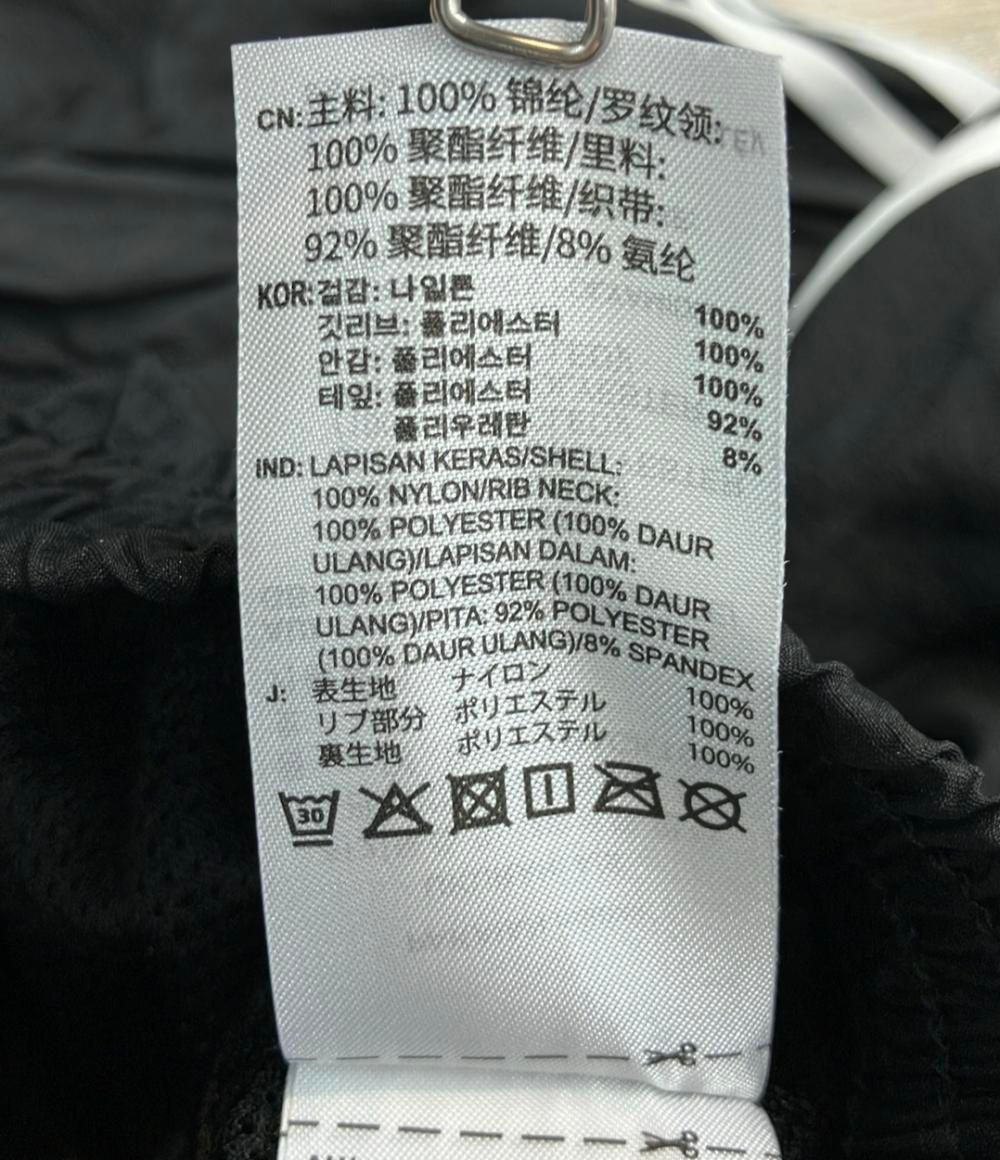 CN: 主料: 100% 锦纶/罗纹领:
100% 聚酯纤维/里料:
100% 聚酯纤维/织带:
92% 聚酯纤维/8% 氨纶
KOR: 겉감: 나일론
깃리브: 폴리에스터 100%
안감: 폴리에스터 100%
테잎: 폴리에스터 100%
폴리우레탄 92%
8%
IND: LAPISAN KERAS/SHELL:
100% NYLON/RIB NECK:
100% POLYESTER (100% DAUR
ULANG)/LAPISAN DALAM:
100% POLYESTER (100% DAUR
ULANG)/PITA: 92% POLYESTER
(100% DAUR ULANG)/8% SPANDEX
J: 表生地 ナイロン 100%
リブ部分 ポリエステル 100%
裏生地 ポリエステル 100%
30